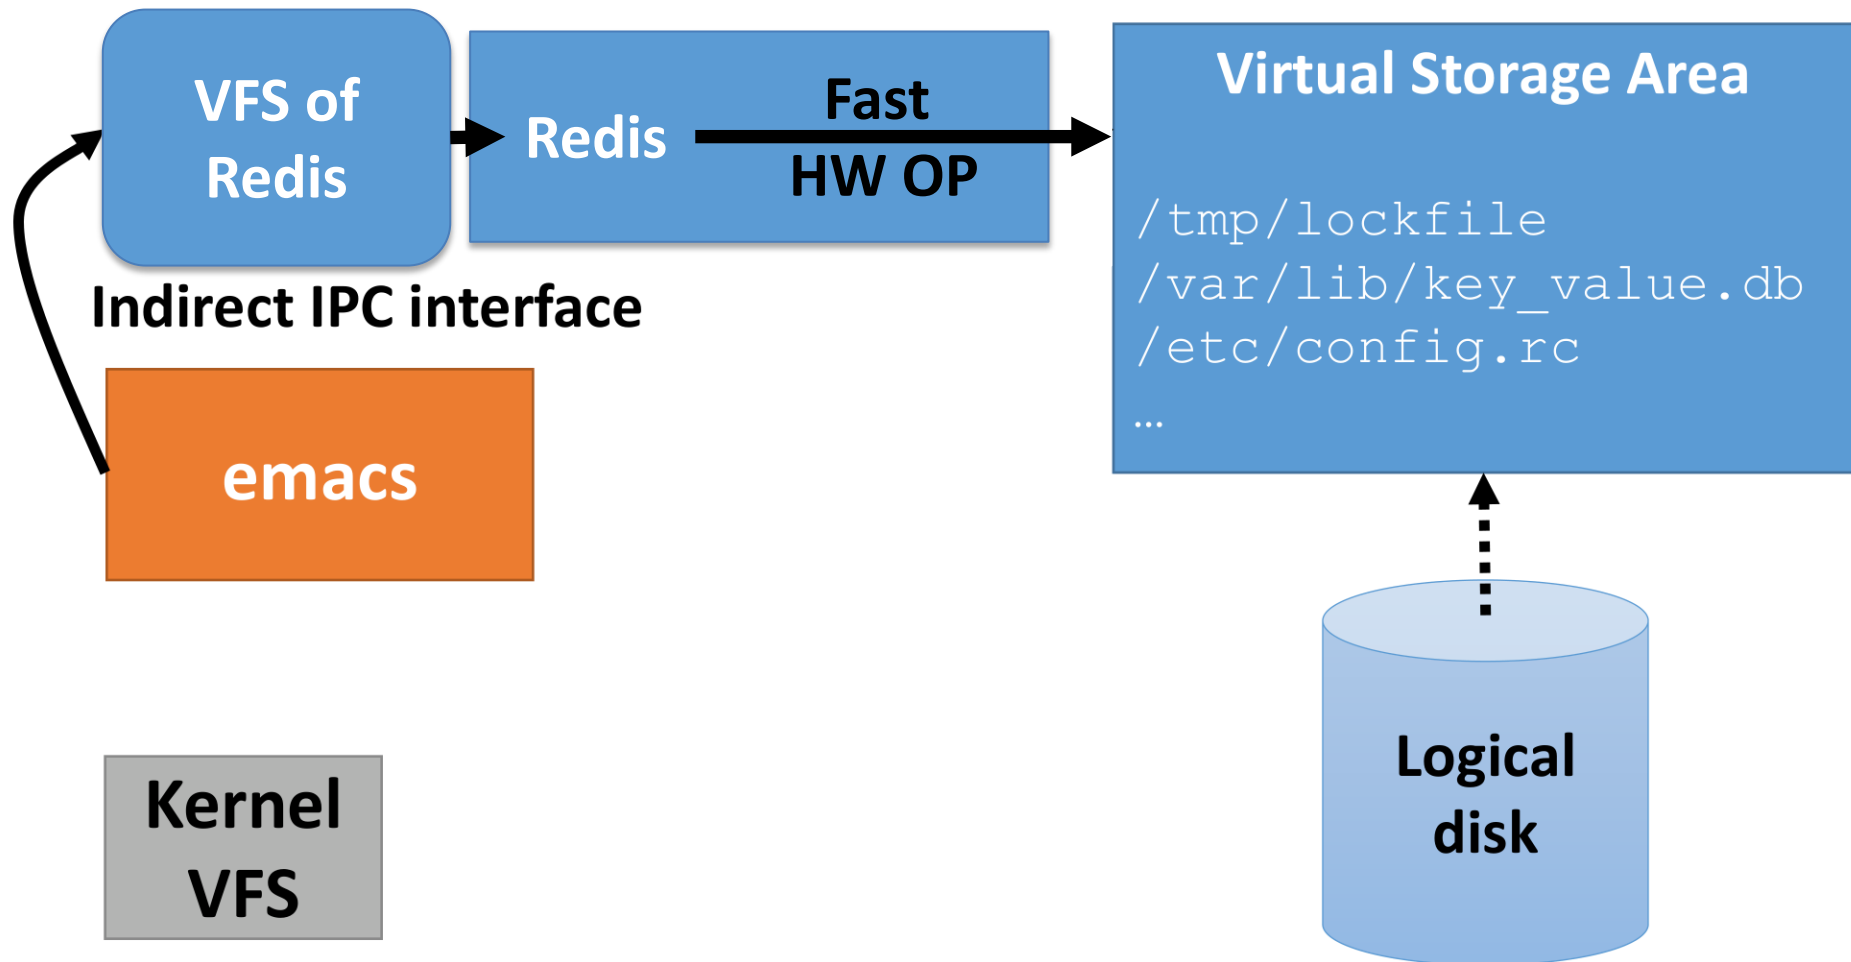 VFS of
Redis
Redis
Fast
HW OP
Virtual Storage Area
/tmp/lockfile
/var/lib/key_value.db
/etc/config.rc
…
Indirect IPC interface
emacs
Kernel
VFS
Logical
disk